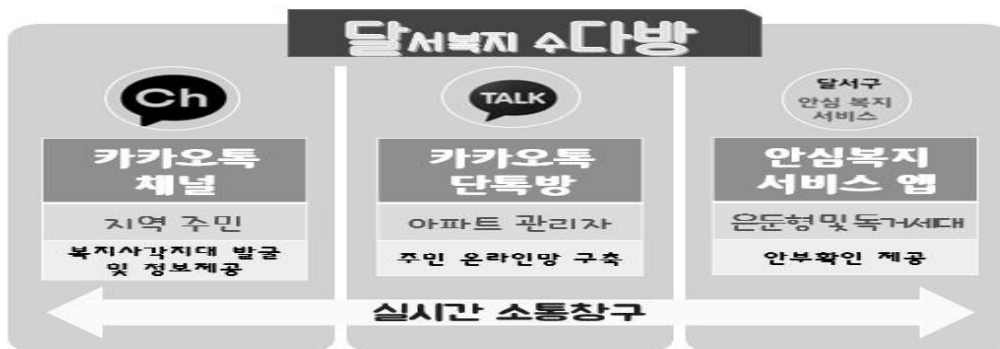 달서복지 수다방
Ch
카카오톡
채널
지역 주민
복지사각지대 발굴
및 정보제공
TALK
카카오톡
단톡방
아파트 관리자
주민 온라인망 구축
달서구
안심 복지
서비스
안심복지
서비스 앱
은둔형및독거세대
안부확인 제공
실시간 소통창구